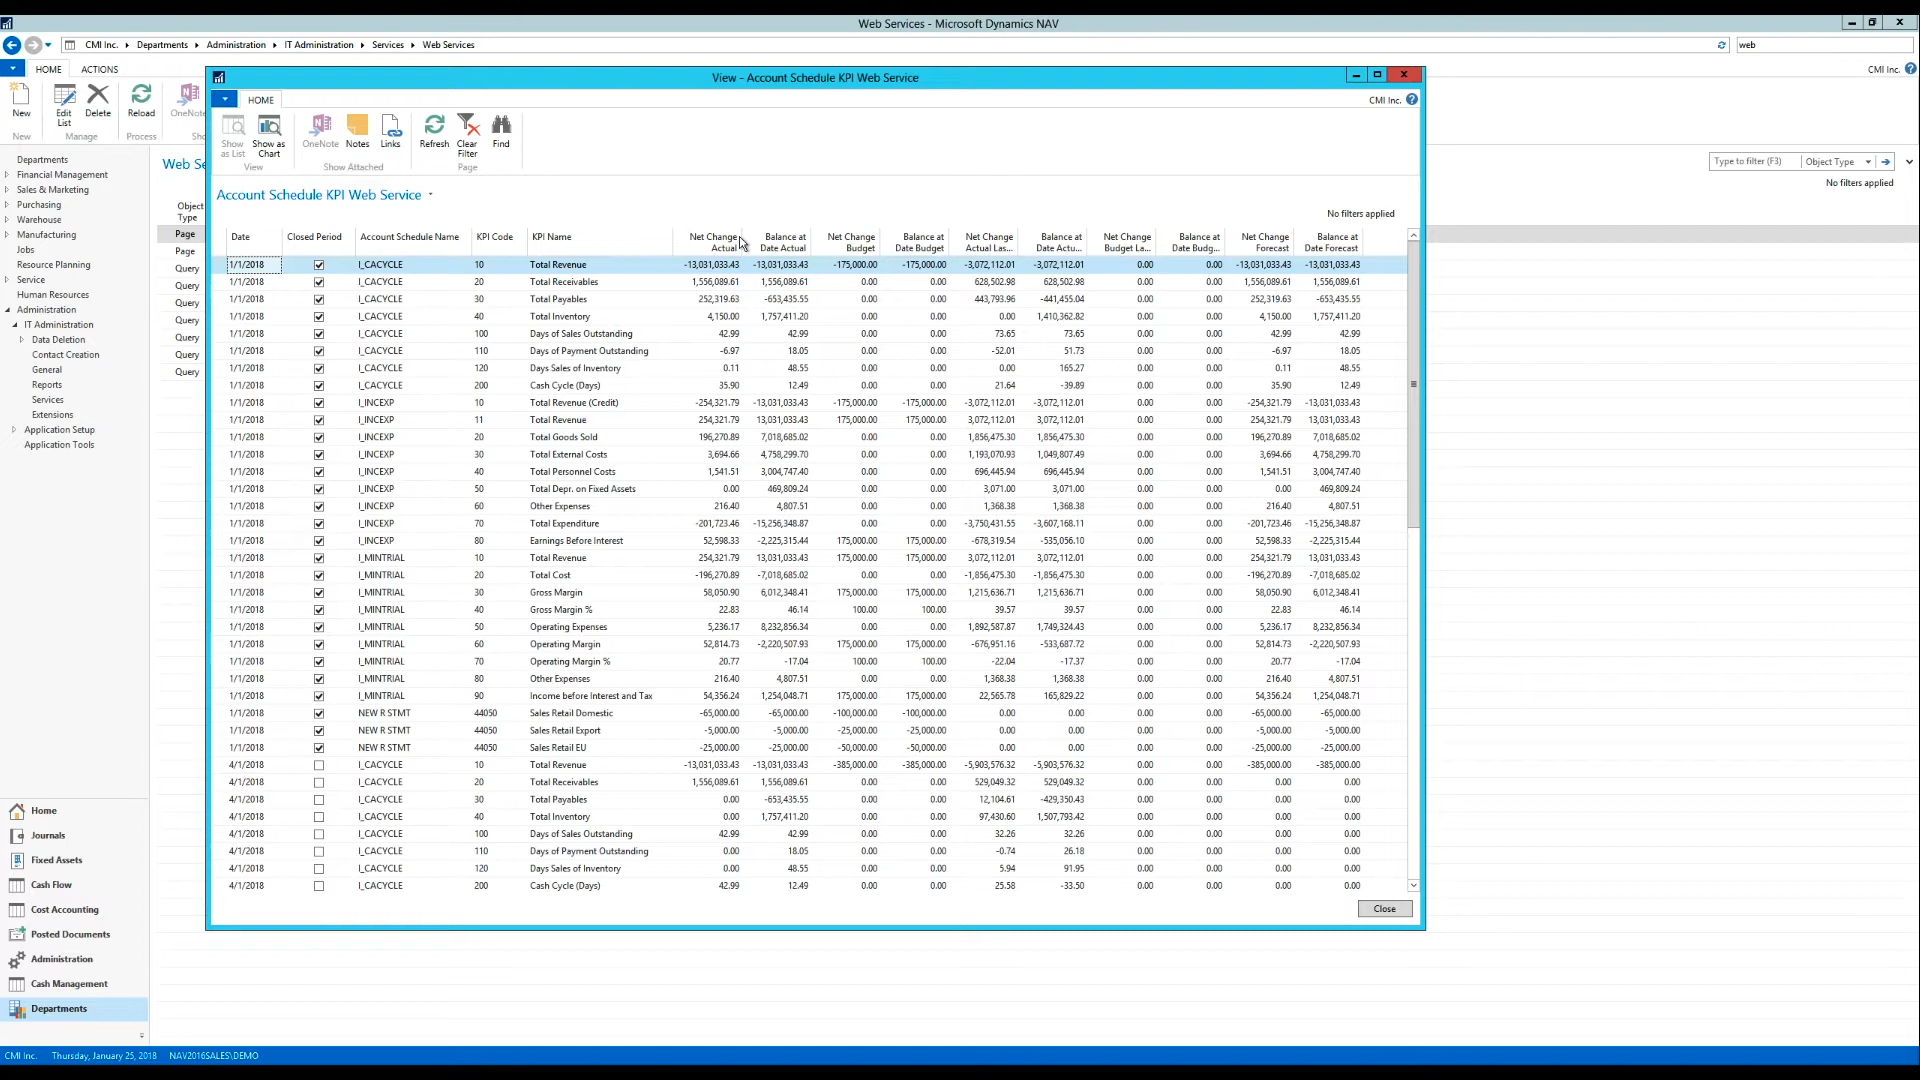 Web Services - Microsoft Dynamics NAV
CMI Inc. Departments Administration IT Administration Services Web Services
web
HOME ACTIONS
CMI Inc.
New Edit List Delete Reload OneNote
New Manage Process Sho
Departments
Financial Management
Sales & Marketing
Purchasing
Warehouse
Manufacturing
Jobs
Resource Planning
Service
Human Resources
Administration
IT Administration
Data Deletion
Contact Creation
General
Reports
Services
Extensions
Application Setup
Application Tools
Home
Journals
Fixed Assets
Cash Flow
Cost Accounting
Posted Documents
Administration
Cash Management
Departments
Web Se
Object Type
Page
Page
Query
Query
Query
Query
Query
Query
Query
Type to filter (F3) Object Type
No filters applied
View - Account Schedule KPI Web Service
HOME
CMI Inc.
Show as List Show as Chart OneNote Notes Links Refresh Clear Filter Find
View Show Attached Page
Account Schedule KPI Web Service
No filters applied
Date Closed Period Account Schedule Name KPI Code KPI Name Net Change Actual Balance at Date Actual Net Change Budget Balance at Date Budget Net Change Actual Las... Balance at Date Actu... Net Change Budget La... Balance at Date Budg... Net Change Forecast Balance at Date Forecast
1/1/2018 I_CACYCLE 10 Total Revenue -13,031,033.43 -13,031,033.43 -175,000.00 -175,000.00 -3,072,112.01 -3,072,112.01 0.00 0.00 -13,031,033.43 -13,031,033.43
1/1/2018 I_CACYCLE 20 Total Receivables 1,556,089.61 1,556,089.61 0.00 0.00 628,502.98 628,502.98 0.00 0.00 1,556,089.61 1,556,089.61
1/1/2018 I_CACYCLE 30 Total Payables 252,319.63 -653,435.55 0.00 0.00 443,793.96 -441,455.04 0.00 0.00 252,319.63 -653,435.55
1/1/2018 I_CACYCLE 40 Total Inventory 4,150.00 1,757,411.20 0.00 0.00 0.00 1,410,362.82 0.00 0.00 4,150.00 1,757,411.20
1/1/2018 I_CACYCLE 100 Days of Sales Outstanding 42.99 42.99 0.00 0.00 73.65 73.65 0.00 0.00 42.99 42.99
1/1/2018 I_CACYCLE 110 Days of Payment Outstanding -6.97 18.05 0.00 0.00 -52.01 51.73 0.00 0.00 -6.97 18.05
1/1/2018 I_CACYCLE 120 Days Sales of Inventory 0.11 48.55 0.00 0.00 0.00 165.27 0.00 0.00 0.11 48.55
1/1/2018 I_CACYCLE 200 Cash Cycle (Days) 35.90 12.49 0.00 0.00 21.64 -39.89 0.00 0.00 35.90 12.49
1/1/2018 I_INCEXP 10 Total Revenue (Credit) -254,321.79 -13,031,033.43 -175,000.00 -175,000.00 -3,072,112.01 -3,072,112.01 0.00 0.00 -254,321.79 -13,031,033.43
1/1/2018 I_INCEXP 11 Total Revenue 254,321.79 13,031,033.43 175,000.00 175,000.00 3,072,112.01 3,072,112.01 0.00 0.00 254,321.79 13,031,033.43
1/1/2018 I_INCEXP 20 Total Goods Sold 196,270.89 7,018,685.02 0.00 0.00 1,856,475.30 1,856,475.30 0.00 0.00 196,270.89 7,018,685.02
1/1/2018 I_INCEXP 30 Total External Costs 3,694.66 4,758,299.70 0.00 0.00 1,193,070.93 1,049,807.49 0.00 0.00 3,694.66 4,758,299.70
1/1/2018 I_INCEXP 40 Total Personnel Costs 1,541.51 3,004,747.40 0.00 0.00 696,445.94 696,445.94 0.00 0.00 1,541.51 3,004,747.40
1/1/2018 I_INCEXP 50 Total Depr. on Fixed Assets 0.00 469,809.24 0.00 0.00 3,071.00 3,071.00 0.00 0.00 0.00 469,809.24
1/1/2018 I_INCEXP 60 Other Expenses 216.40 4,807.51 0.00 0.00 1,368.38 1,368.38 0.00 0.00 216.40 4,807.51
1/1/2018 I_INCEXP 70 Total Expenditure -201,723.46 -15,256,348.87 0.00 0.00 -3,750,431.55 -3,607,168.11 0.00 0.00 -201,723.46 -15,256,348.87
1/1/2018 I_INCEXP 80 Earnings Before Interest 52,598.33 -2,225,315.44 175,000.00 175,000.00 -678,319.54 -535,056.10 0.00 0.00 52,598.33 -2,225,315.44
1/1/2018 I_MINTRIAL 10 Total Revenue 254,321.79 13,031,033.43 175,000.00 175,000.00 3,072,112.01 3,072,112.01 0.00 0.00 254,321.79 13,031,033.43
1/1/2018 I_MINTRIAL 20 Total Cost -196,270.89 -7,018,685.02 0.00 0.00 -1,856,475.30 -1,856,475.30 0.00 0.00 -196,270.89 -7,018,685.02
1/1/2018 I_MINTRIAL 30 Gross Margin 58,050.90 6,012,348.41 175,000.00 175,000.00 1,215,636.71 1,215,636.71 0.00 0.00 58,050.90 6,012,348.41
1/1/2018 I_MINTRIAL 40 Gross Margin % 22.83 46.14 100.00 100.00 39.57 39.57 0.00 0.00 22.83 46.14
1/1/2018 I_MINTRIAL 50 Operating Expenses 5,236.17 8,232,856.34 0.00 0.00 1,892,587.87 1,749,324.43 0.00 0.00 5,236.17 8,232,856.34
1/1/2018 I_MINTRIAL 60 Operating Margin 52,814.73 -2,220,507.93 175,000.00 175,000.00 -676,951.16 -533,687.72 0.00 0.00 52,814.73 -2,220,507.93
1/1/2018 I_MINTRIAL 70 Operating Margin % 20.77 -17.04 100.00 100.00 -22.04 -17.37 0.00 0.00 20.77 -17.04
1/1/2018 I_MINTRIAL 80 Other Expenses 216.40 4,807.51 0.00 0.00 1,368.38 1,368.38 0.00 0.00 216.40 4,807.51
1/1/2018 I_MINTRIAL 90 Income before Interest and Tax 54,356.24 1,254,048.71 175,000.00 175,000.00 22,565.78 165,829.22 0.00 0.00 54,356.24 1,254,048.71
1/1/2018 NEW R STMT 44050 Sales Retail Domestic -65,000.00 -65,000.00 -100,000.00 -100,000.00 0.00 0.00 0.00 0.00 -65,000.00 -65,000.00
1/1/2018 NEW R STMT 44050 Sales Retail Export -5,000.00 -5,000.00 -25,000.00 -25,000.00 0.00 0.00 0.00 0.00 -5,000.00 -5,000.00
1/1/2018 NEW R STMT 44050 Sales Retail EU -25,000.00 -25,000.00 -50,000.00 -50,000.00 0.00 0.00 0.00 0.00 -25,000.00 -25,000.00
4/1/2018 I_CACYCLE 10 Total Revenue -13,031,033.43 -13,031,033.43 -385,000.00 -385,000.00 -5,903,576.32 -5,903,576.32 0.00 0.00 -385,000.00 -385,000.00
4/1/2018 I_CACYCLE 20 Total Receivables 1,556,089.61 1,556,089.61 0.00 0.00 529,049.32 529,049.32 0.00 0.00 0.00 0.00
4/1/2018 I_CACYCLE 30 Total Payables 0.00 -653,435.55 0.00 0.00 12,104.61 -429,350.43 0.00 0.00 0.00 0.00
4/1/2018 I_CACYCLE 40 Total Inventory 0.00 1,757,411.20 0.00 0.00 97,430.60 1,507,793.42 0.00 0.00 0.00 0.00
4/1/2018 I_CACYCLE 100 Days of Sales Outstanding 42.99 42.99 0.00 0.00 32.26 32.26 0.00 0.00 0.00 0.00
4/1/2018 I_CACYCLE 110 Days of Payment Outstanding 0.00 18.05 0.00 0.00 -0.74 26.18 0.00 0.00 0.00 0.00
4/1/2018 I_CACYCLE 120 Days Sales of Inventory 0.00 48.55 0.00 0.00 5.94 91.95 0.00 0.00 0.00 0.00
4/1/2018 I_CACYCLE 200 Cash Cycle (Days) 42.99 12.49 0.00 0.00 25.58 -33.50 0.00 0.00 0.00 0.00
Close
CMI Inc. Thursday, January 25, 2018 NAV2016SALES\DEMO